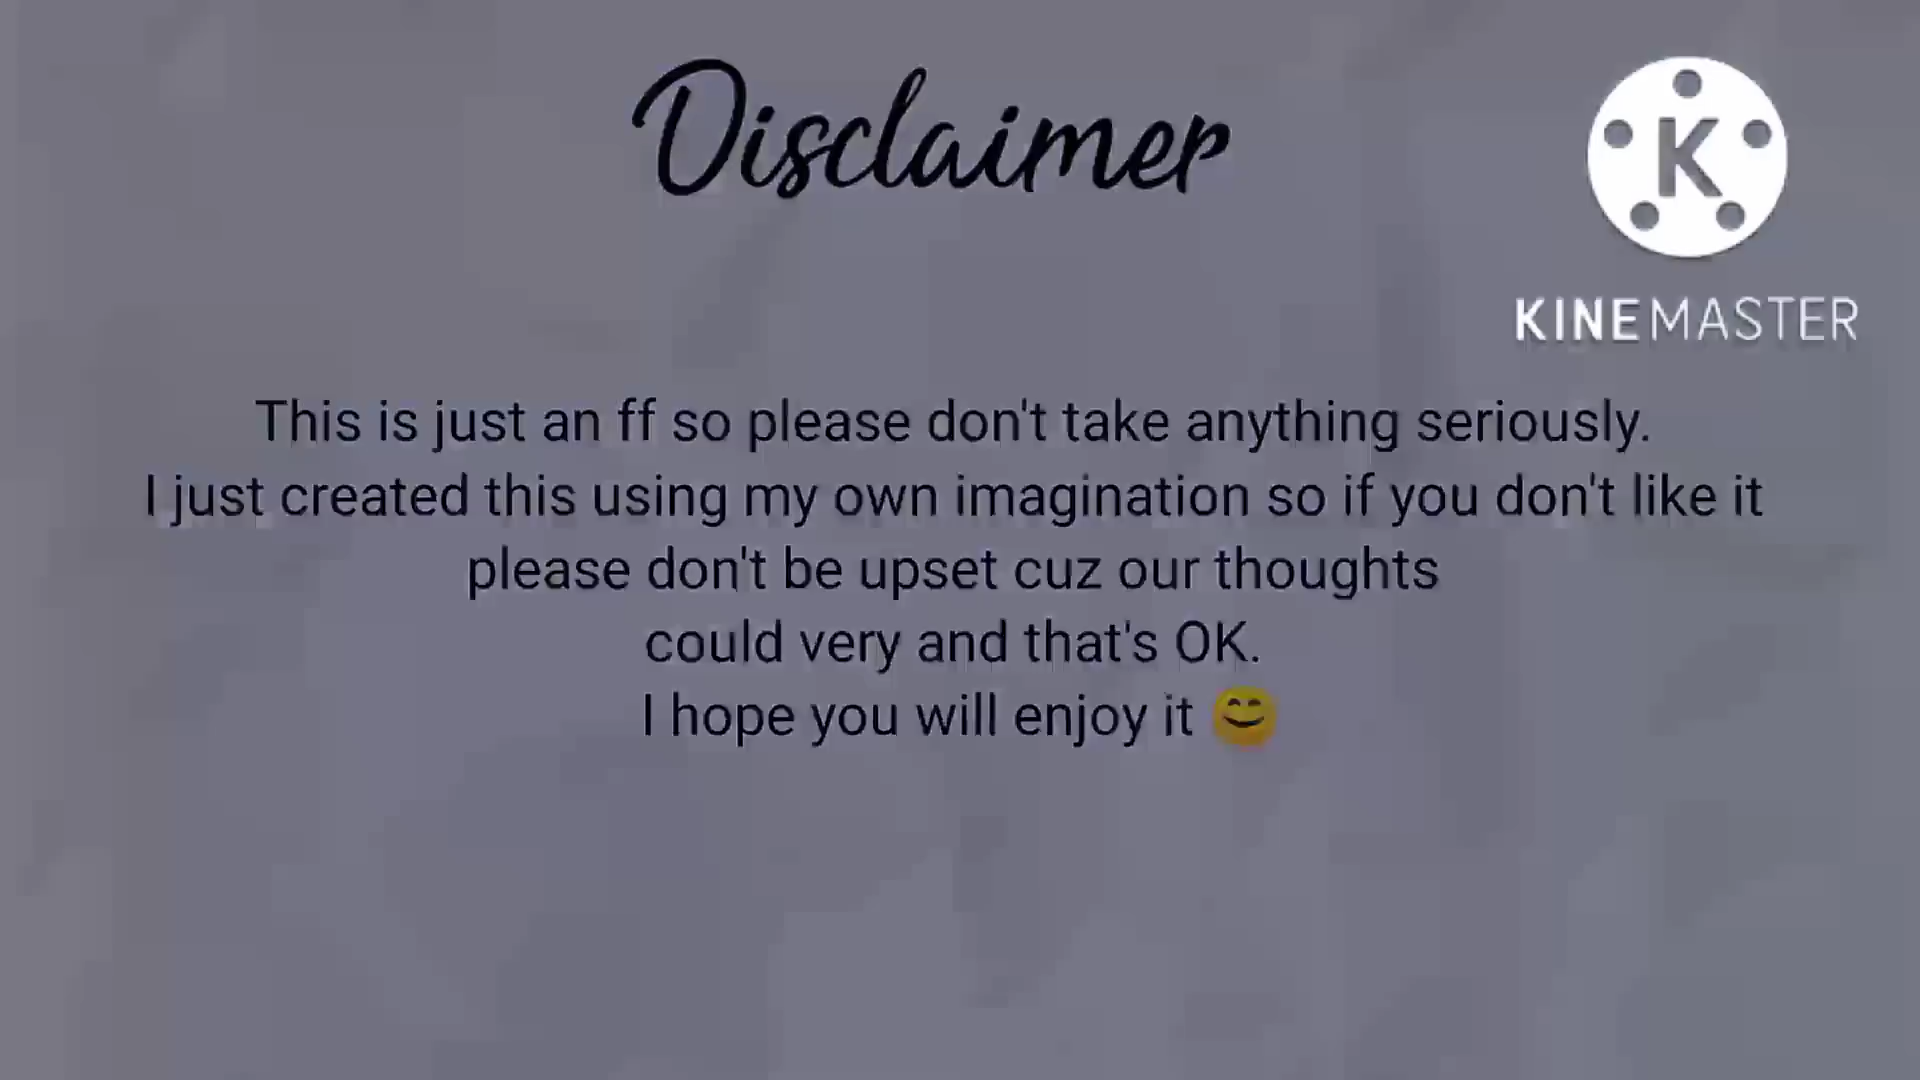 Disclaimer
K
KINEMASTER
This is just an ff so please don't take anything seriously.
I just created this using my own imagination so if you don't like it
please don't be upset cuz our thoughts
could very and that's OK.
I hope you will enjoy it 😊